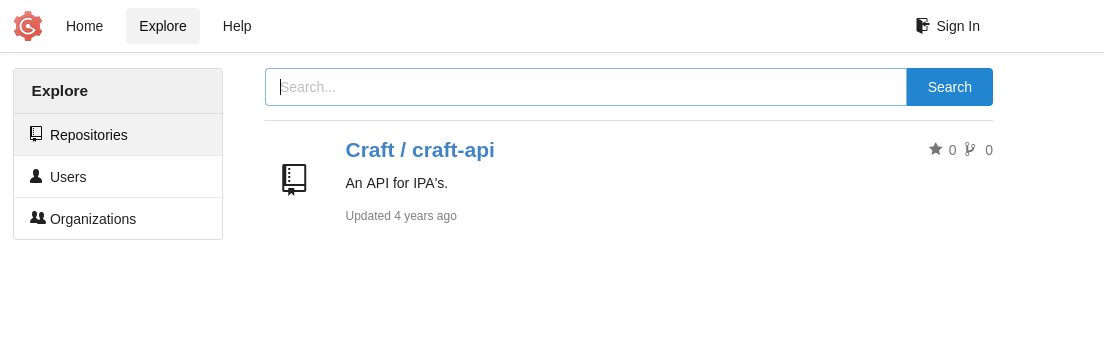 Home Explore Help Sign In
Explore
Search... Search
Repositories
Craft / craft-api 0 0
Users
An API for IPA's.
Organizations
Updated 4 years ago